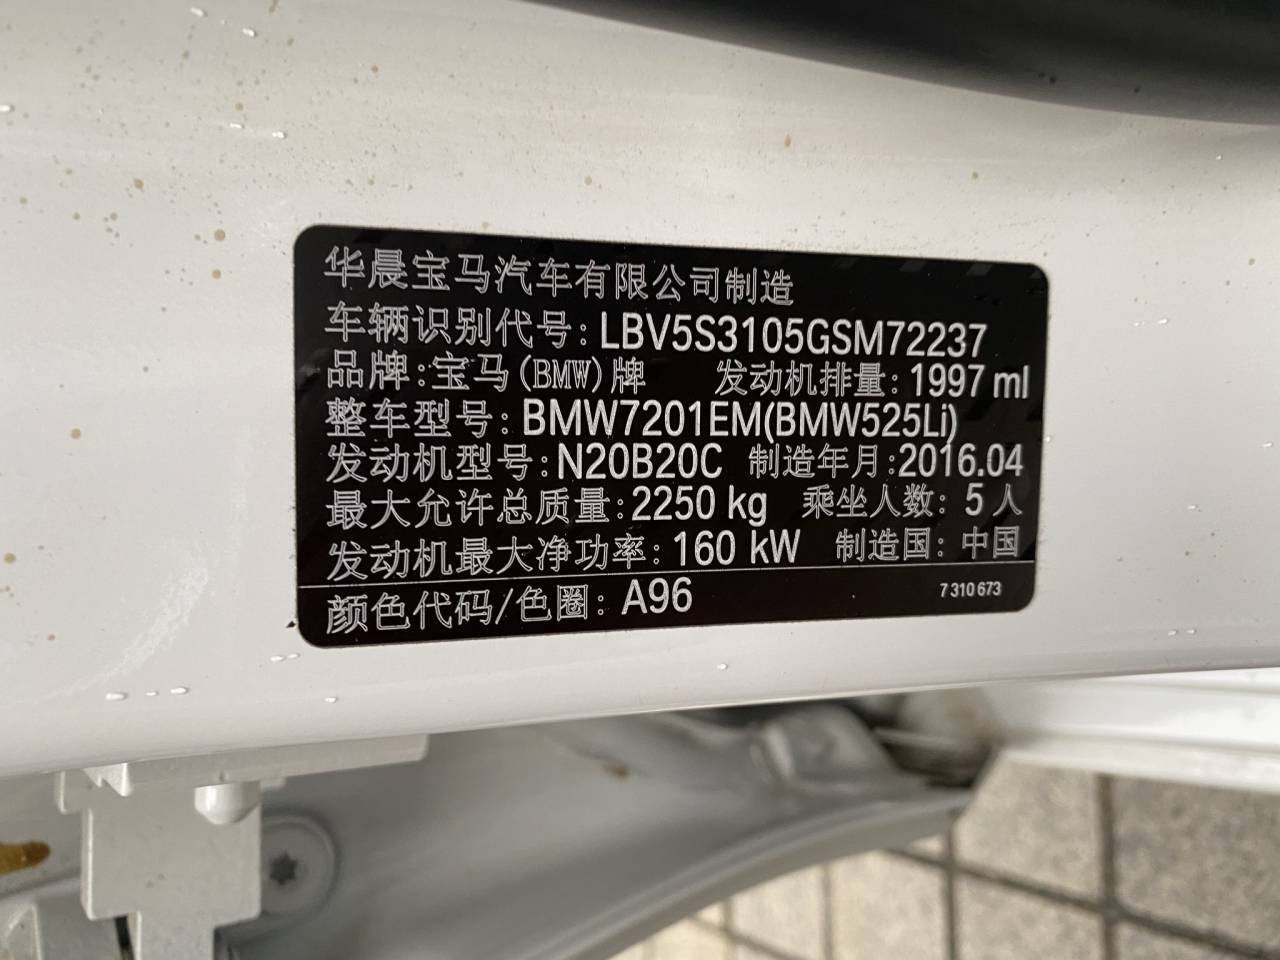 华晨宝马汽车有限公司制造
车辆识别代号: LBV5S3105GSM72237
品牌:宝马(BMW)牌 发动机排量: 1997 ml
整车型号: BMW7201EM(BMW525Li)
发动机型号: N20B20C 制造年月:2016.04
最大允许总质量:2250 kg 乘坐人数: 5 人
发动机最大净功率: 160 kW 制造国: 中国
颜色代码/色圈: A96 7 310 673